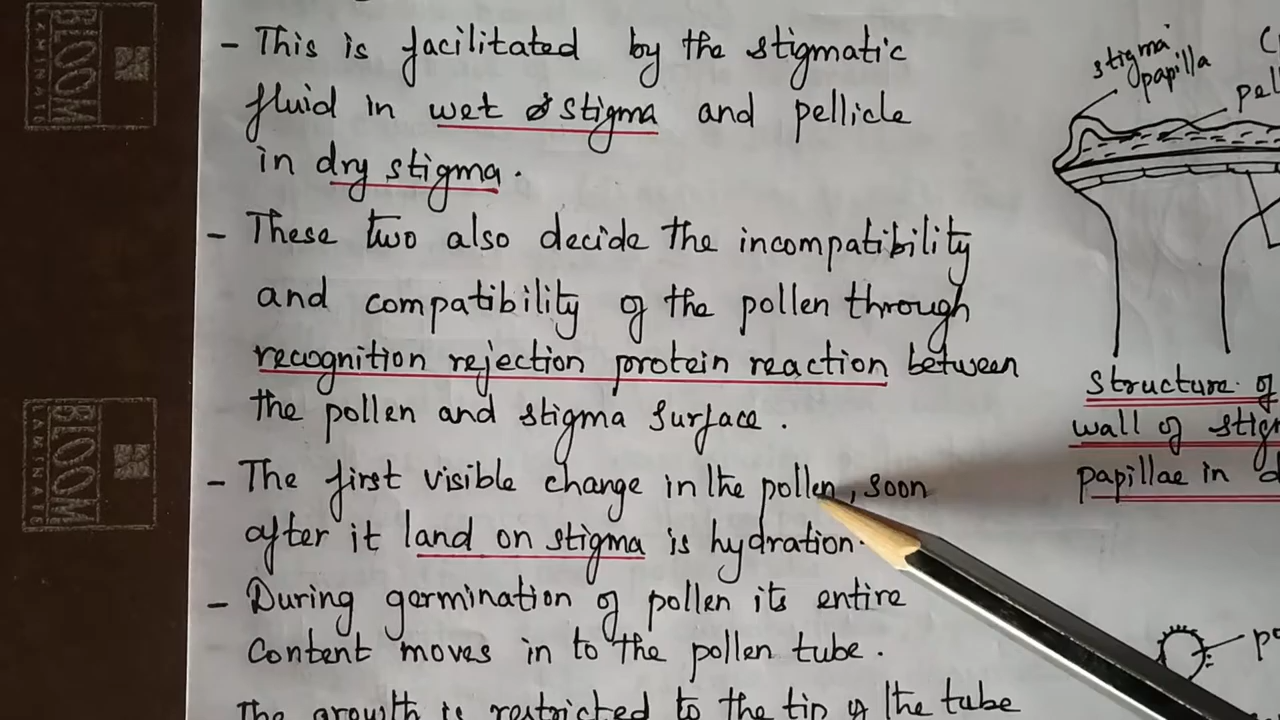 - This is facilitated by the stigmatic
fluid in wet stigma and pellicle
in dry stigma.
- These two also decide the incompatibility
and compatibility of the pollen through
recognition rejection protein reaction between
the pollen and stigma surface.
- The first visible change in the pollen, soon
after it land on stigma is hydration.
- During germination of pollen its entire
content moves in to the pollen tube.
The growth is restricted to the tip of the tube
stigma
papilla
structure of
wall of
papillae in
BLOOM
LAMINATE
BLOOM
LAMINATE